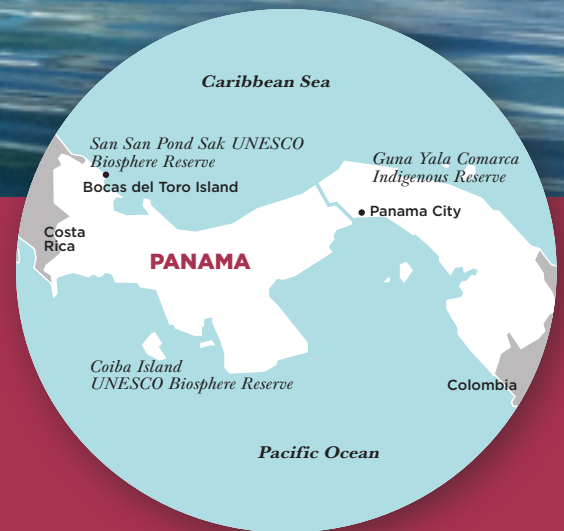 Caribbean Sea
San San Pond Sak UNESCO
Biosphere Reserve
Bocas del Toro Island
Guna Yala Comarca
Indigenous Reserve
Panama City
Costa
Rica
PANAMA
Coiba Island
UNESCO Biosphere Reserve
Colombia
Pacific Ocean